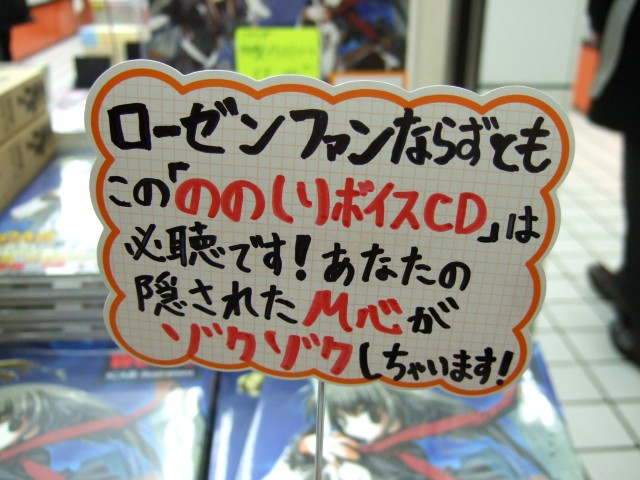 ローゼンファンならずとも
この「ののしりボイスCD」は
必聴です！あなたの
隠されたM心が
ゾクゾクしちゃいます！